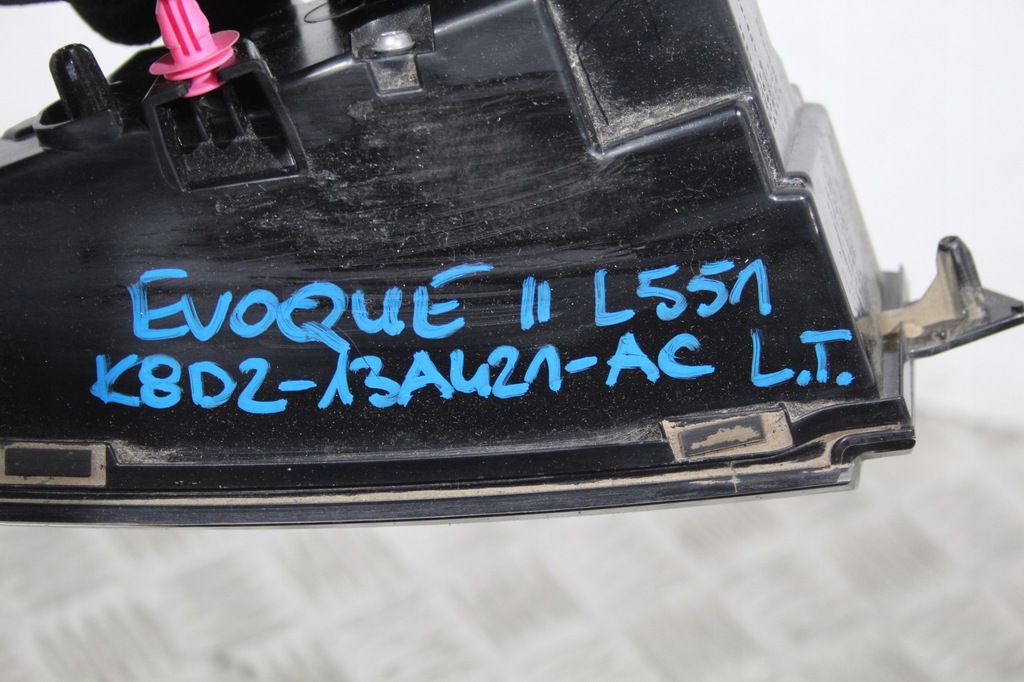 EVOQUE II L551
K8D2-13A421-AC L.T.